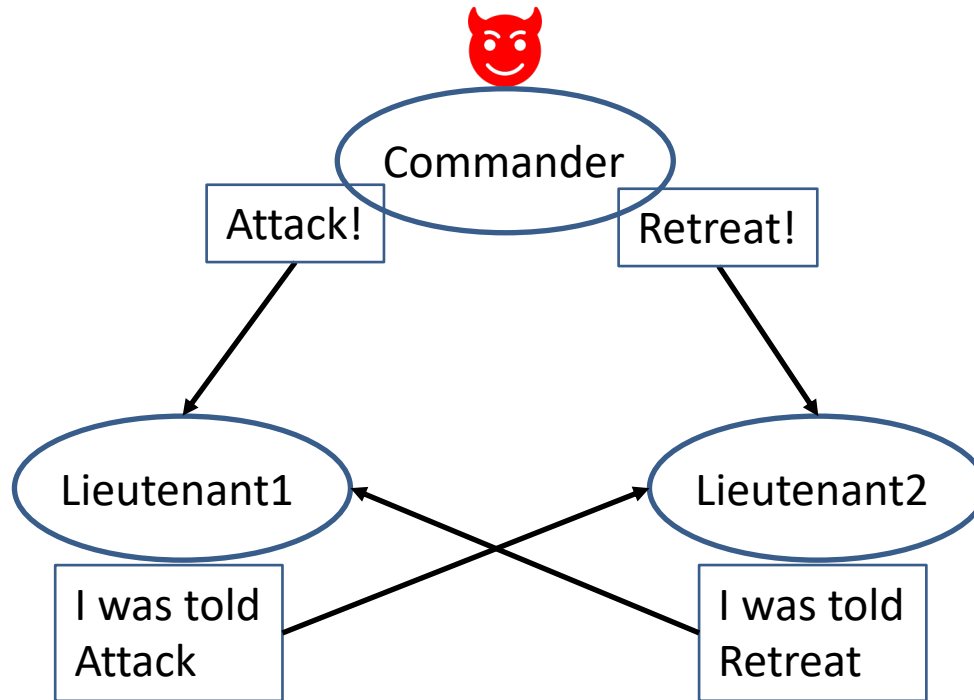 Commander
Attack!
Retreat!
Lieutenant1
Lieutenant2
I was told
Attack
I was told
Retreat